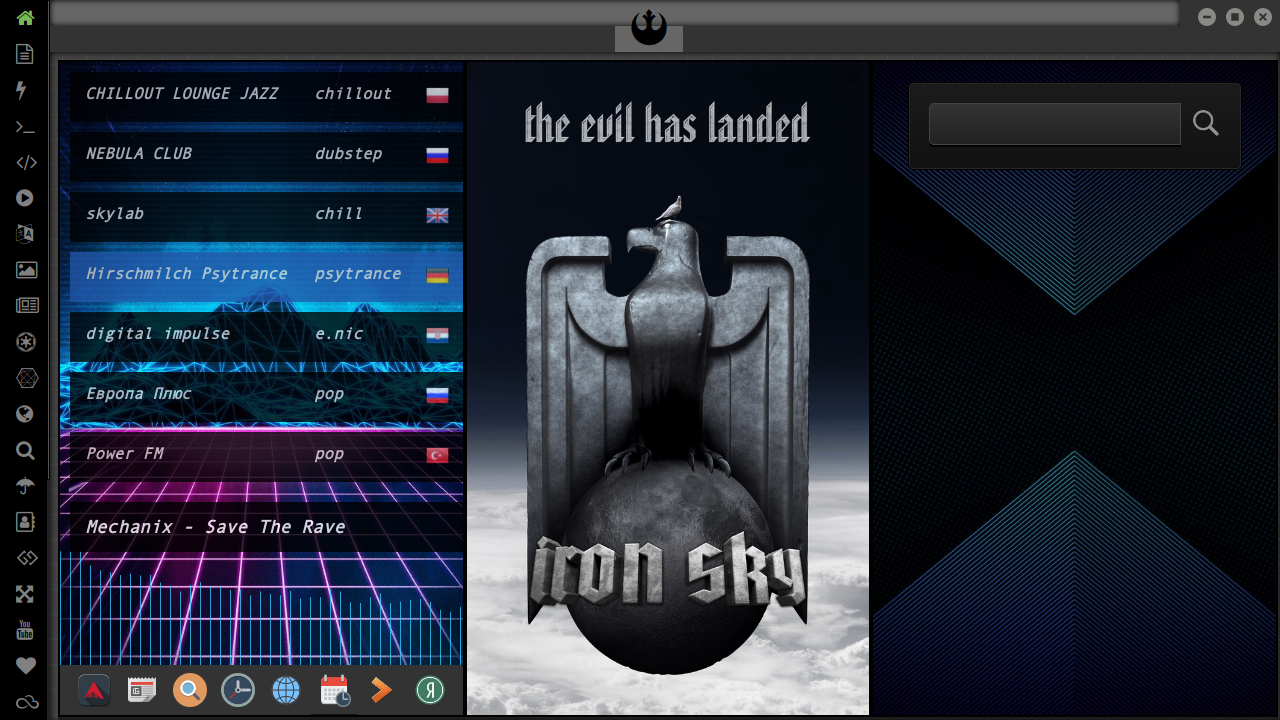 CHILLOUT LOUNGE JAZZ chillout
NEBULA CLUB dubstep
skylab chill
Hirschmilch Psytrance psytrance
digital impulse e.nic
Европа Плюс pop
Power FM pop
Mechanix - Save The Rave
the evil has landed
iron sky
You
Tube
Я